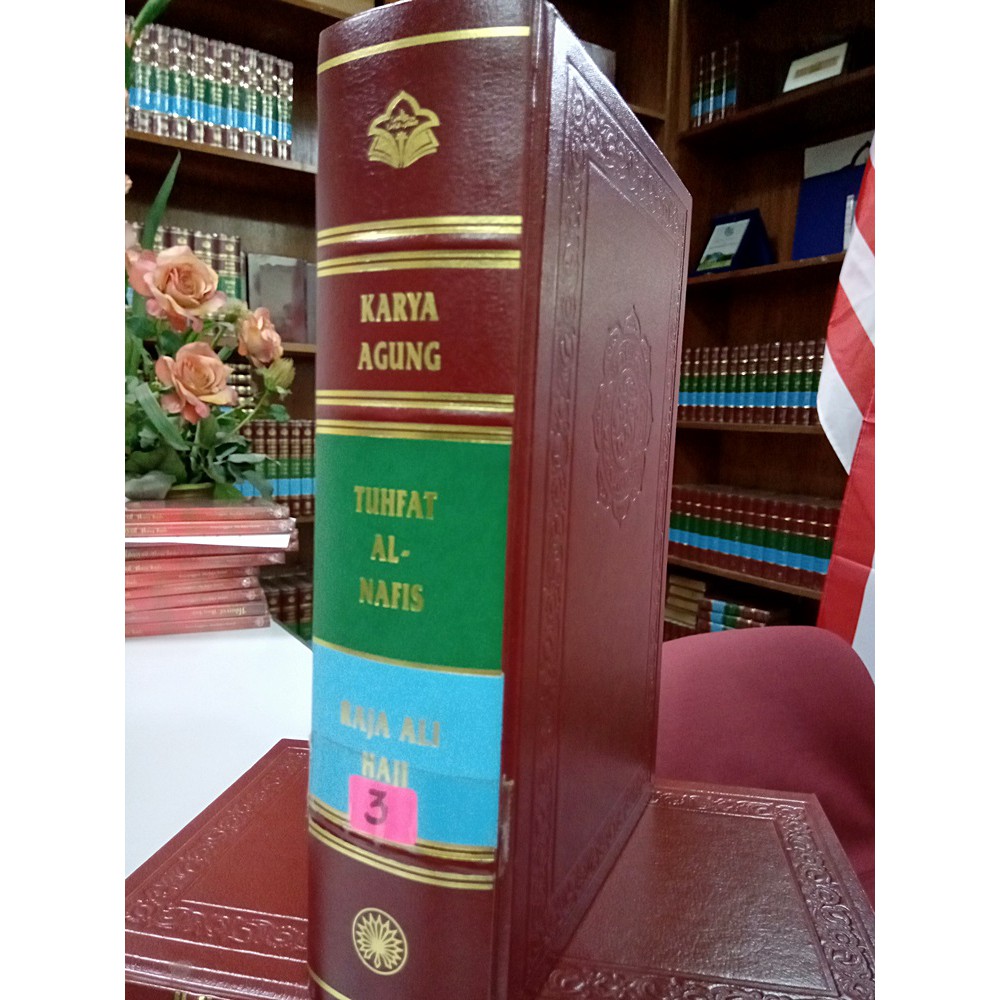 KARYA
AGUNG
TUHFAT
AL-
NAFIS
RAJA ALI
HAJI
3